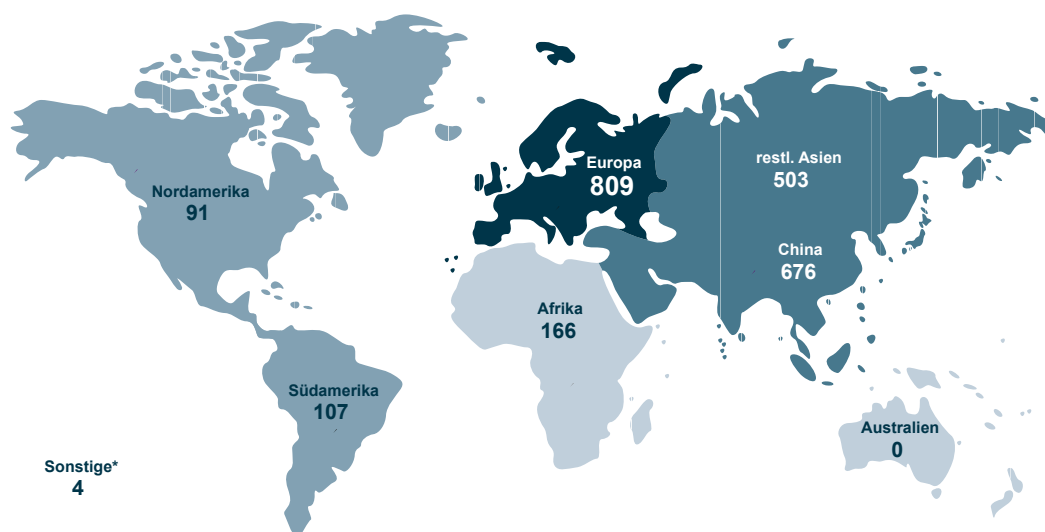 Europa
809
restl. Asien
503
Nordamerika
91
China
676
Afrika
166
Südamerika
107
Australien
0
Sonstige*
4